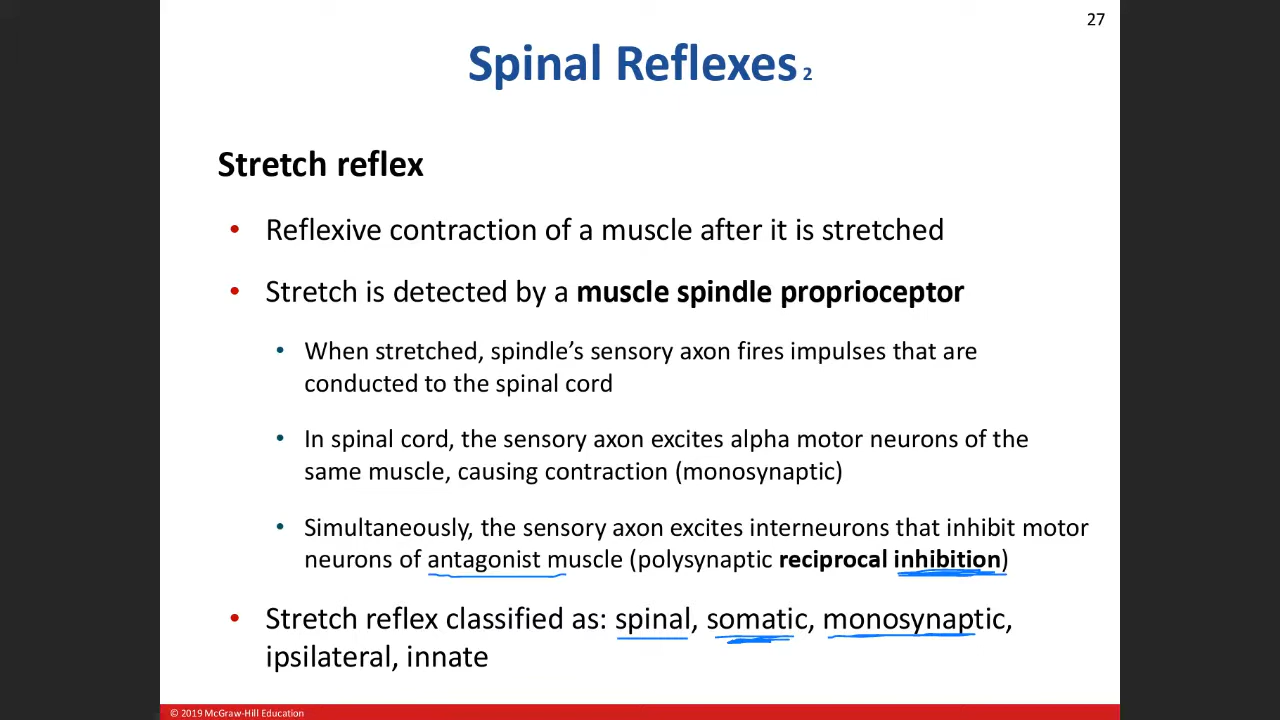 27
Spinal Reflexes 2
Stretch reflex
• Reflexive contraction of a muscle after it is stretched
• Stretch is detected by a muscle spindle proprioceptor
• When stretched, spindle’s sensory axon fires impulses that are
conducted to the spinal cord
• In spinal cord, the sensory axon excites alpha motor neurons of the
same muscle, causing contraction (monosynaptic)
• Simultaneously, the sensory axon excites interneurons that inhibit motor
neurons of antagonist muscle (polysynaptic reciprocal inhibition)
• Stretch reflex classified as: spinal, somatic, monosynaptic,
ipsilateral, innate
© 2019 McGraw-Hill Education